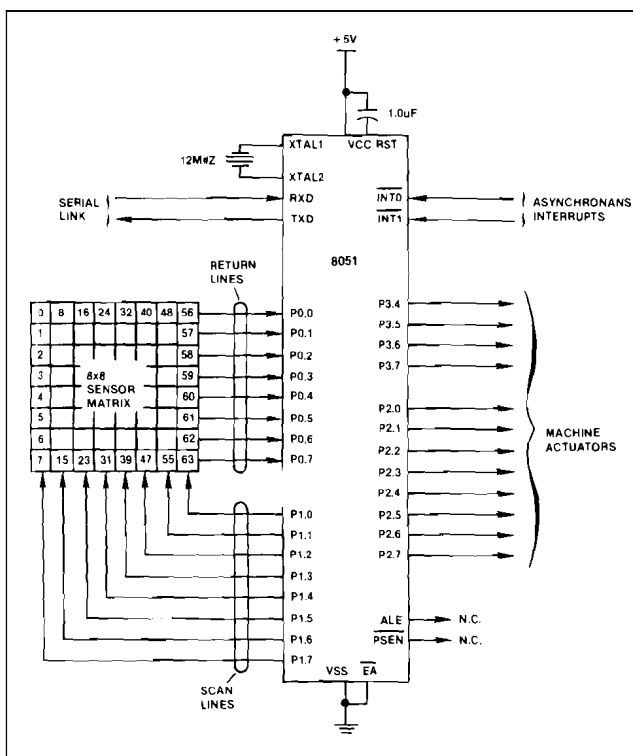 +5V
1.0uF
XTAL1
VCC RST
12M#Z
XTAL2
SERIAL
LINK
RXD
TXD
INT0
INT1
ASYNCHRONANS
INTERRUPTS
8051
RETURN
LINES
0 8 16 24 32 40 48 56
1 57
2 58
3 59
4 60
5 61
6 62
7 15 23 31 39 47 55 63
8x8
SENSOR
MATRIX
P0.0
P0.1
P0.2
P0.3
P0.4
P0.5
P0.6
P0.7
P3.4
P3.5
P3.6
P3.7
P2.0
P2.1
P2.2
P2.3
P2.4
P2.5
P2.6
P2.7
MACHINE
ACTUATORS
P1.0
P1.1
P1.2
P1.3
P1.4
P1.5
P1.6
P1.7
ALE
N.C.
PSEN
N.C.
VSS
EA
SCAN
LINES